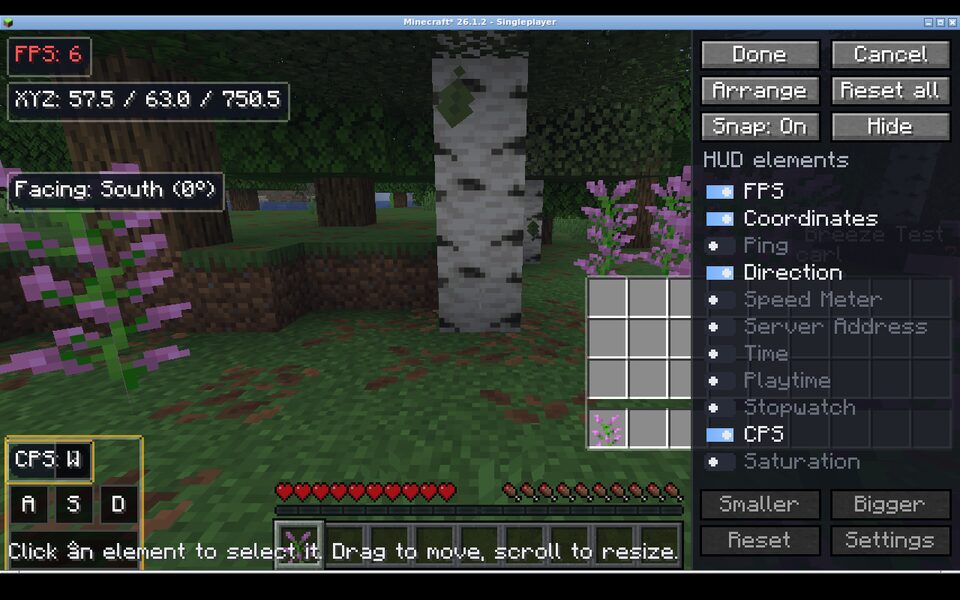 Minecraft* 26.1.2 - Singleplayer
FPS: 6
XYZ: 57.5 / 63.0 / 750.5
Facing: South (0°)
CPS W
A S D
Click an element to select it. Drag to move, scroll to resize.
Done Cancel
Arrange Reset all
Snap: On Hide
HUD elements
FPS
Coordinates
Breeze Test
Ping
Direction
Speed Meter
Server Address
Time
Playtime
Stopwatch
CPS
Saturation
Smaller Bigger
Reset Settings